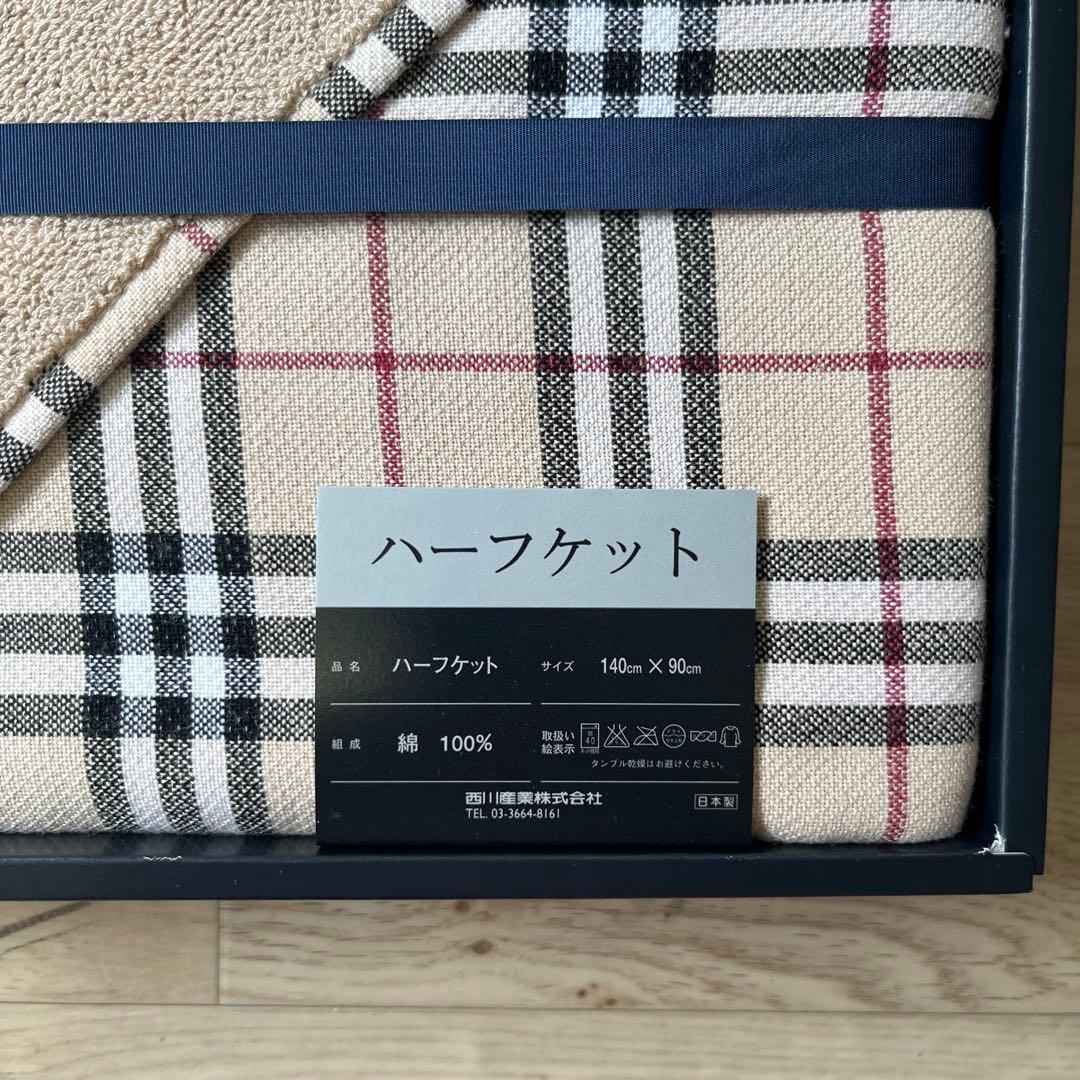 ハーフケット
品名 ハーフケット サイズ 140cm×90cm
組成 綿 100% 取扱い絵表示 40
タンブル乾燥はお避けください。
西川産業株式会社 日本製
TEL. 03-3664-8161